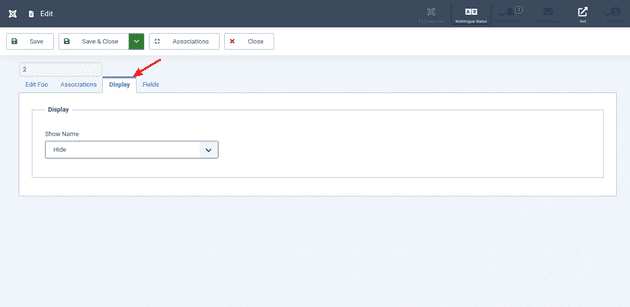 Edit
Multilingual Status
1
Save
Save & Close
Associations
Close
2
Edit Foo
Associations
Display
Fields
Display
Show Name
Hide